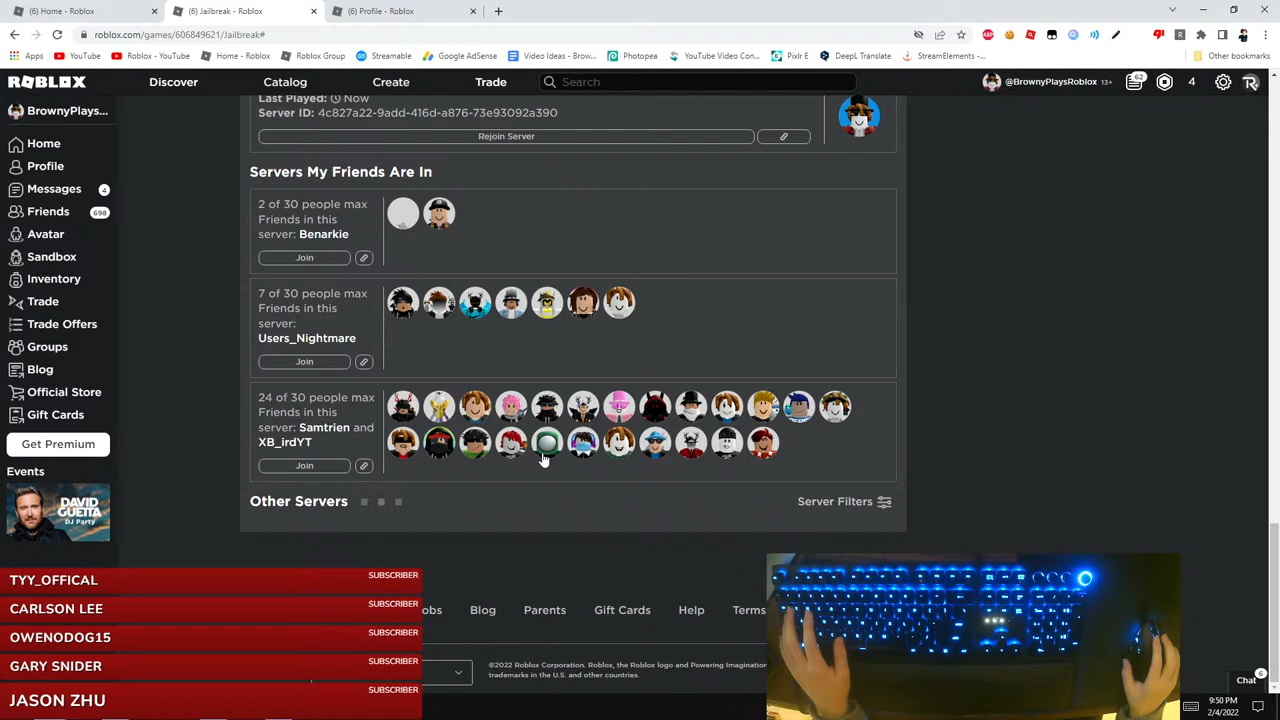 (6) Home - Roblox
(6) Jailbreak - Roblox
(6) Profile - Roblox
roblox.com/games/606849621/Jailbreak#
Apps
YouTube
Roblox - YouTube
Home - Roblox
Roblox Group
Streamable
Google AdSense
Video Ideas - Brow...
Photopea
YouTube Conver...
Pixlr E
DeepL Translate
StreamElements -...
Other bookmarks
ROBLOX
Discover
Catalog
Create
Trade
Search
@BrownyPlaysRoblox 13+
62
4
BrownyPlays...
Home
Profile
Messages 4
Friends 698
Avatar
Sandbox
Inventory
Trade
Trade Offers
Groups
Blog
Official Store
Gift Cards
Get Premium
Events
DAVID
GUETTA
DJ Party
Last Played: Now
Server ID: 4c827a22-9add-416d-a876-73e93092a390
Rejoin Server
Servers My Friends Are In
2 of 30 people max
Friends in this
server: Benarkie
Join
7 of 30 people max
Friends in this
server:
Users_Nightmare
Join
24 of 30 people max
Friends in this
server: Samtrien and
XB_irdYT
Join
Other Servers
Server Filters
TYY_OFFICAL SUBSCRIBER
CARLSON LEE SUBSCRIBER
OWENODOG15 SUBSCRIBER
GARY SNIDER SUBSCRIBER
JASON ZHU SUBSCRIBER
obs
Blog
Parents
Gift Cards
Help
Terms
©2022 Roblox Corporation. Roblox, the Roblox logo and Powering Imagination
trademarks in the U.S. and other countries.
Chat 6
9:50 PM
2/4/2022